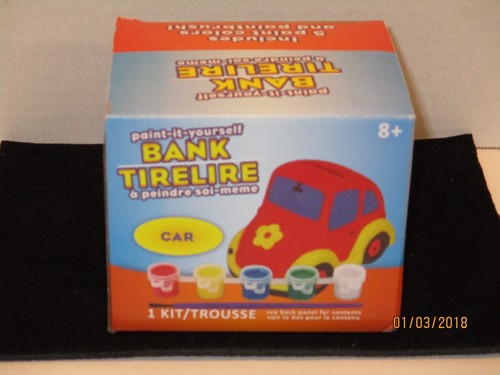 Includes
5 paint colors
and paintbrush!
paint-it-yourself
BANK
TIRELIRE
à peindre soi-même
8+
paint-it-yourself
BANK
TIRELIRE
à peindre soi-meme
CAR
1 KIT/TROUSSE
see back panel for contents
voir le dos pour le contenu
01/03/2018